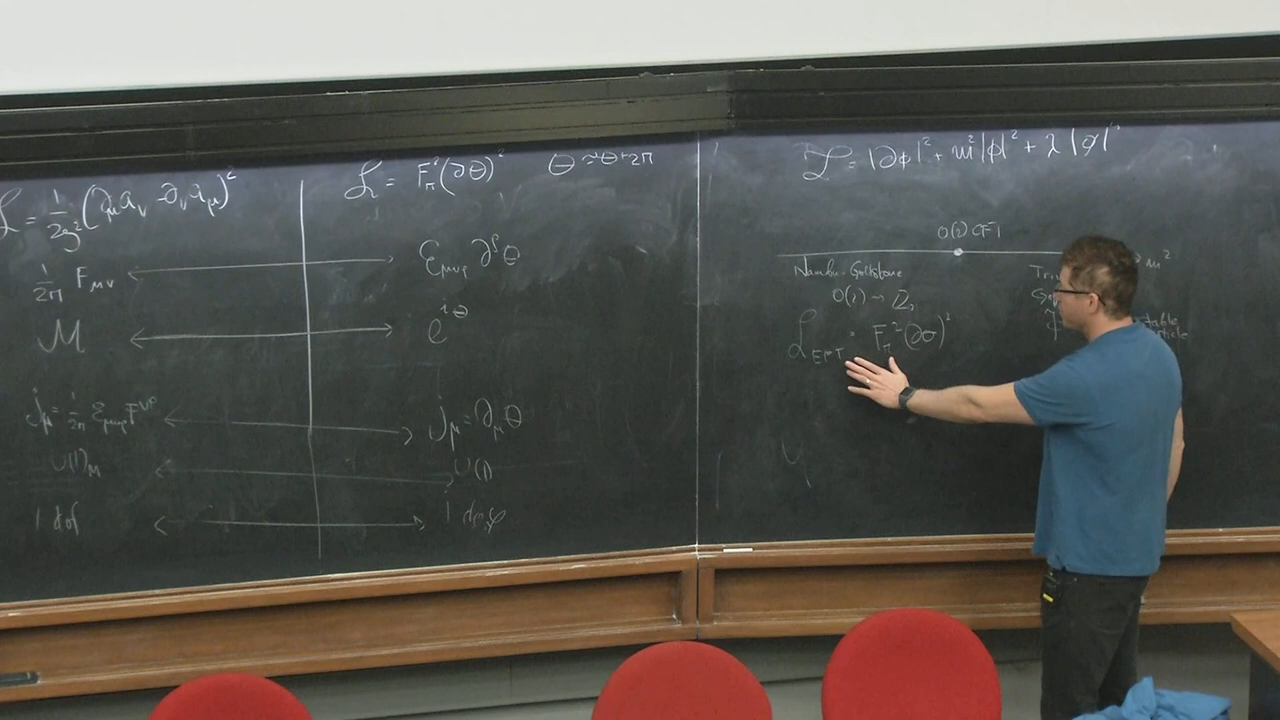 ℒ = 1/2g² (∂_μ a_ν - ∂_ν a_μ)²
1/2π F_μν ⟷ ε_μνρ ∂^ρ θ
M ⟷ e^iθ
j_μ = 1/2π ε_μνρ F^νρ ⟷ j_μ = ∂_μ θ
U(1)_M ⟷ U(1)
1 dof ⟷ 1 dof
ℒ = F_π² (∂θ)² θ ≈ θ+2π
ℒ = |∂φ|² + m²|φ|² + λ|φ|
O(2) CFT
m²
Nambu-Goldstone
O(2) → Z₂
ℒ_EFT = F_π² (∂θ)²